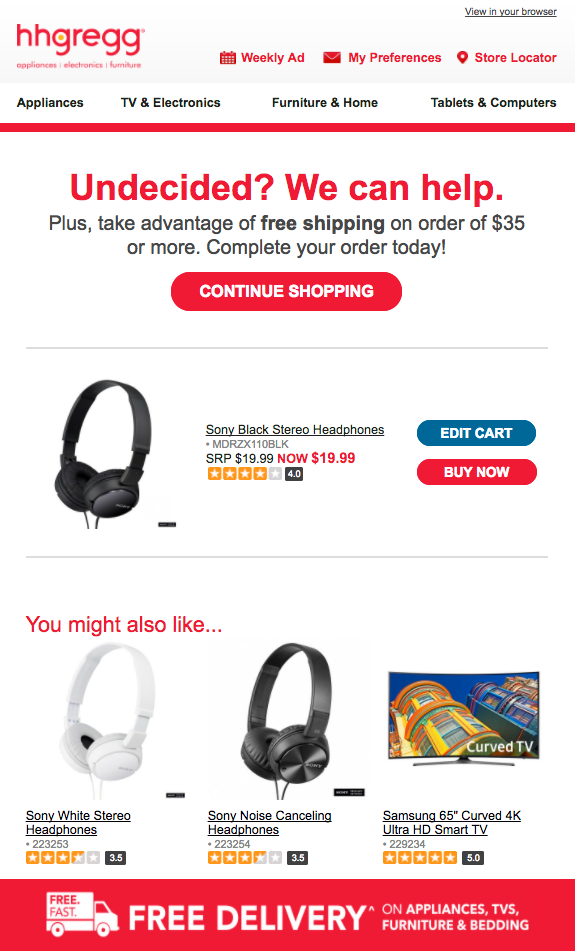 View in your browser
hhgregg
appliances | electronics | furniture
Weekly Ad My Preferences Store Locator
Appliances TV & Electronics Furniture & Home Tablets & Computers
Undecided? We can help.
Plus, take advantage of free shipping on order of $35
or more. Complete your order today!
CONTINUE SHOPPING
SONY
Sony Black Stereo Headphones
• MDRZX110BLK
SRP $19.99 NOW $19.99
4.0
EDIT CART
BUY NOW
You might also like...
SONY
Curved TV
Sony White Stereo
Headphones
• 223253
3.5
Sony Noise Canceling
Headphones
• 223254
3.5
Samsung 65" Curved 4K
Ultra HD Smart TV
• 229234
5.0
FREE.
FAST.
FREE DELIVERY^ ON APPLIANCES, TVS,
FURNITURE & BEDDING